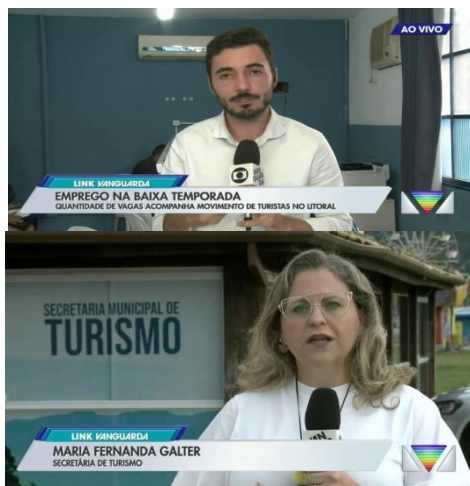 AO VIVO
LINK VANGUARDA
EMPREGO NA BAIXA TEMPORADA
QUANTIDADE DE VAGAS ACOMPANHA MOVIMENTO DE TURISTAS NO LITORAL
SECRETARIA MUNICIPAL DE
TURISMO
LINK VANGUARDA
MARIA FERNANDA GALTER
SECRETÁRIA DE TURISMO